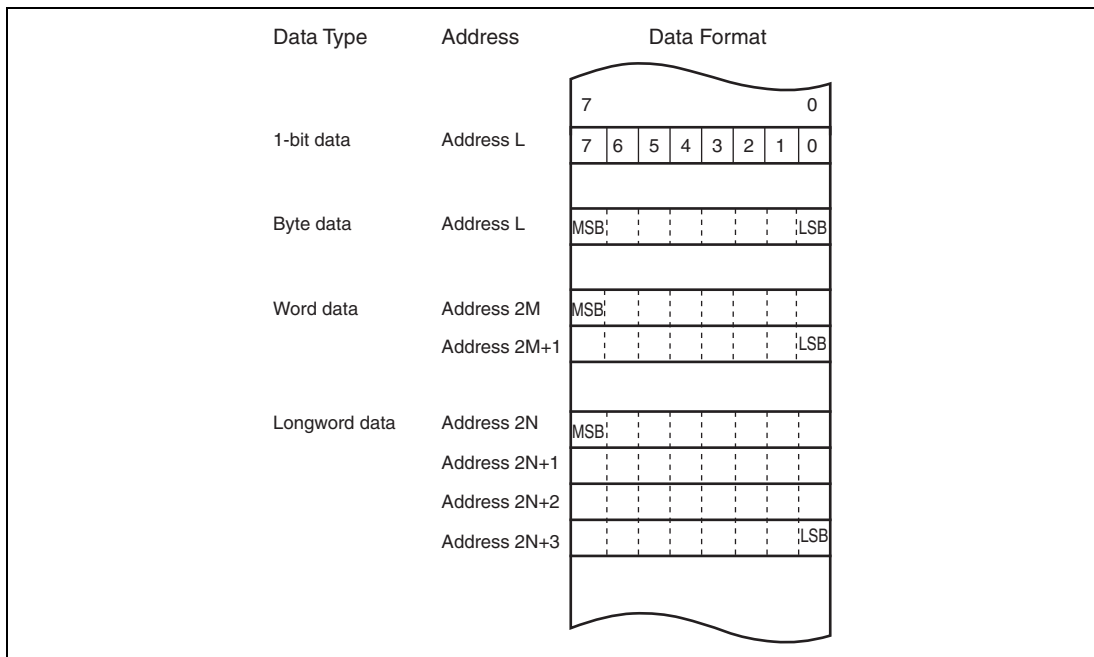 Data Type Address Data Format
7 0
1-bit data Address L 7 6 5 4 3 2 1 0
Byte data Address L MSB LSB
Word data Address 2M MSB
Address 2M+1 LSB
Longword data Address 2N MSB
Address 2N+1
Address 2N+2
Address 2N+3 LSB